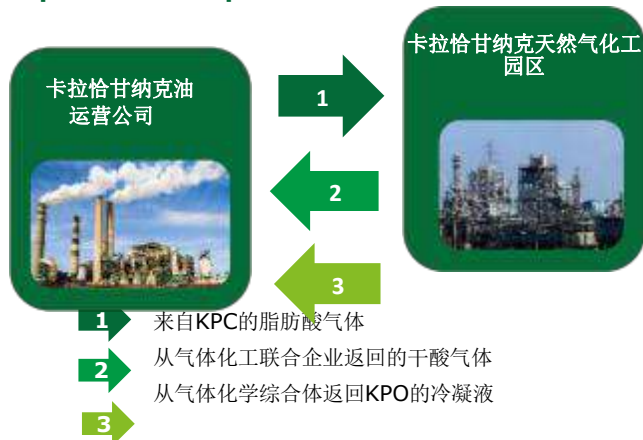 卡拉恰甘纳克油
运营公司
卡拉恰甘纳克天然气化工
园区
1
2
3
1 来自KPC的脂肪酸气体
2 从气体化工联合企业返回的干酸气体
3 从气体化学综合体返回KPO的冷凝液